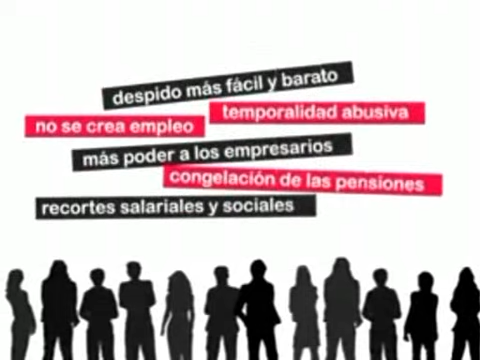 despido más fácil y barato
temporalidad abusiva
no se crea empleo
más poder a los empresarios
congelación de las pensiones
recortes salariales y sociales